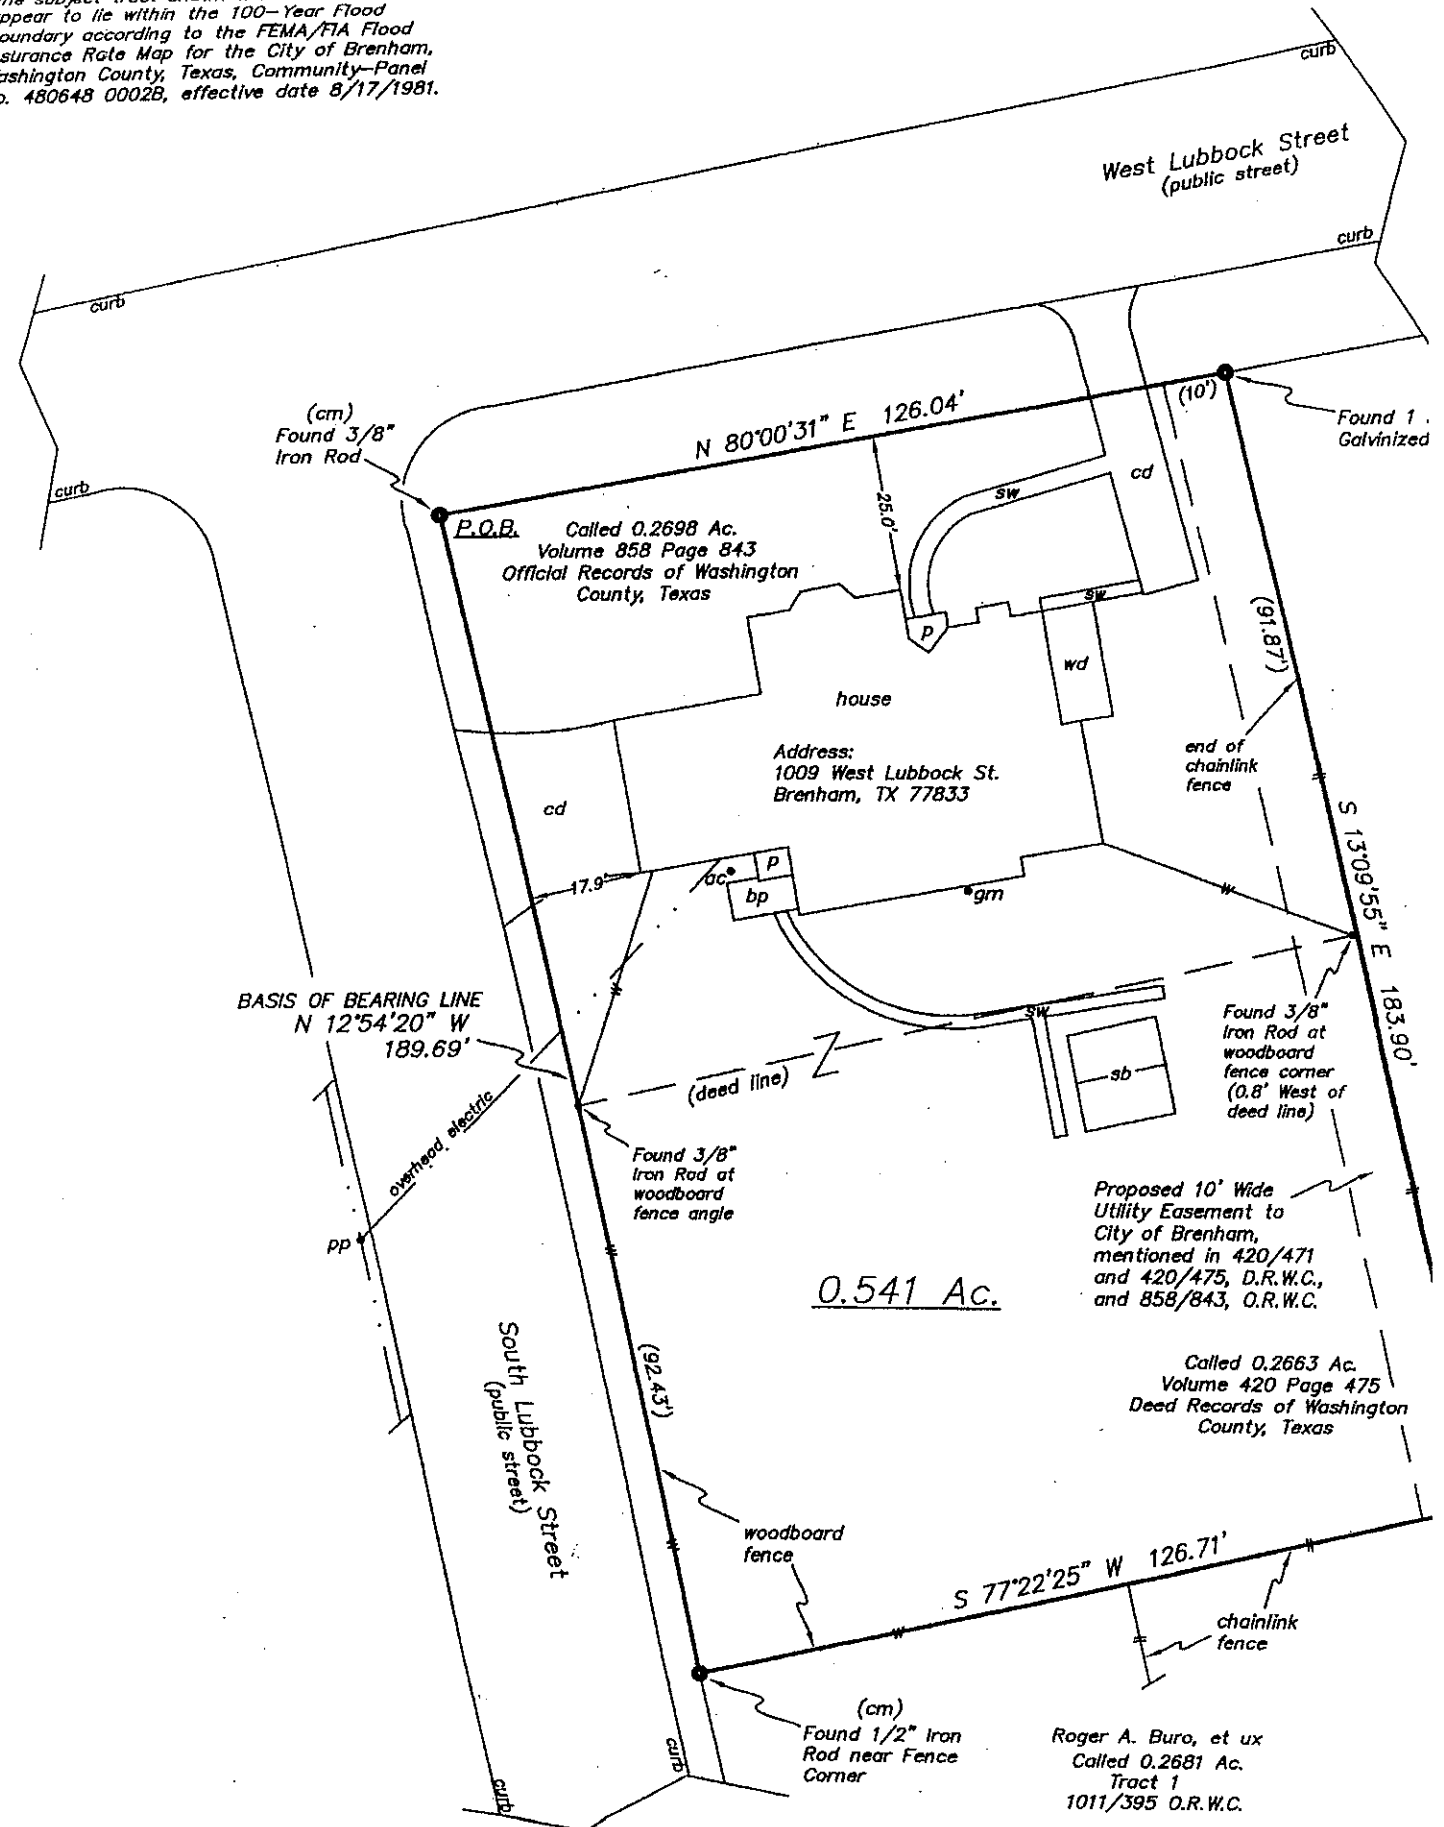 appear to lie within the 100-Year Flood
boundary according to the FEMA/FIA Flood
Insurance Rate Map for the City of Brenham,
Washington County, Texas, Community-Panel
No. 480648 0002B, effective date 8/17/1981.
curb
West Lubbock Street
(public street)
curb
curb
(cm)
Found 3/8"
Iron Rod
N 80°00'31" E 126.04'
(10')
Found 1
Galvinized
curb
P.O.B.
Called 0.2698 Ac.
Volume 858 Page 843
Official Records of Washington
County, Texas
25.0'
sw
cd
sw
p
wd
(91.87')
house
Address:
1009 West Lubbock St.
Brenham, TX 77833
end of
chainlink
fence
cd
17.9'
ac
p
bp
gm
S 13°09'55" E 183.90'
BASIS OF BEARING LINE
N 12°54'20" W
189.69'
sw
(deed line)
sb
Found 3/8"
Iron Rod at
woodboard
fence corner
(0.8' West of
deed line)
overhead electric
pp
Found 3/8"
Iron Rod at
woodboard
fence angle
Proposed 10' Wide
Utility Easement to
City of Brenham,
mentioned in 420/471
and 420/475, D.R.W.C.,
and 858/843, O.R.W.C.
0.541 Ac.
South Lubbock Street
(public street)
(92.43')
Called 0.2663 Ac.
Volume 420 Page 475
Deed Records of Washington
County, Texas
woodboard
fence
S 77°22'25" W 126.71'
chainlink
fence
(cm)
Found 1/2" Iron
Rod near Fence
Corner
Roger A. Buro, et ux
Called 0.2681 Ac.
Tract 1
1011/395 O.R.W.C.
curb
curb